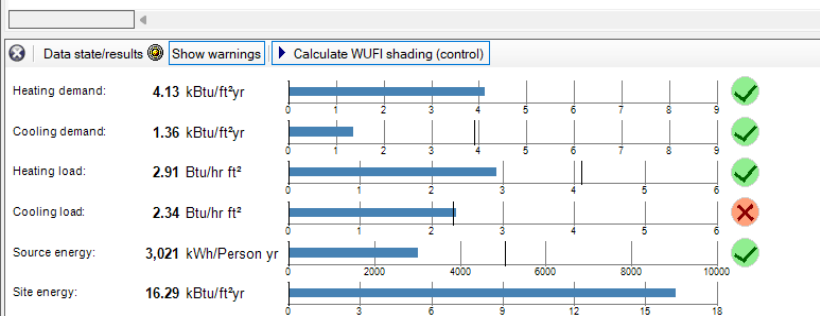 Data state/results Show warnings Calculate WUFI shading (control)
Heating demand: 4.13 kBtu/ft²yr
0 1 2 3 4 5 6 7 8 9
Cooling demand: 1.36 kBtu/ft²yr
0 1 2 3 4 5 6 7 8 9
Heating load: 2.91 Btu/hr ft²
0 1 2 3 4 5 6
Cooling load: 2.34 Btu/hr ft²
0 1 2 3 4 5 6
Source energy: 3,021 kWh/Person yr
0 2000 4000 6000 8000 10000
Site energy: 16.29 kBtu/ft²yr
0 3 6 9 12 15 18